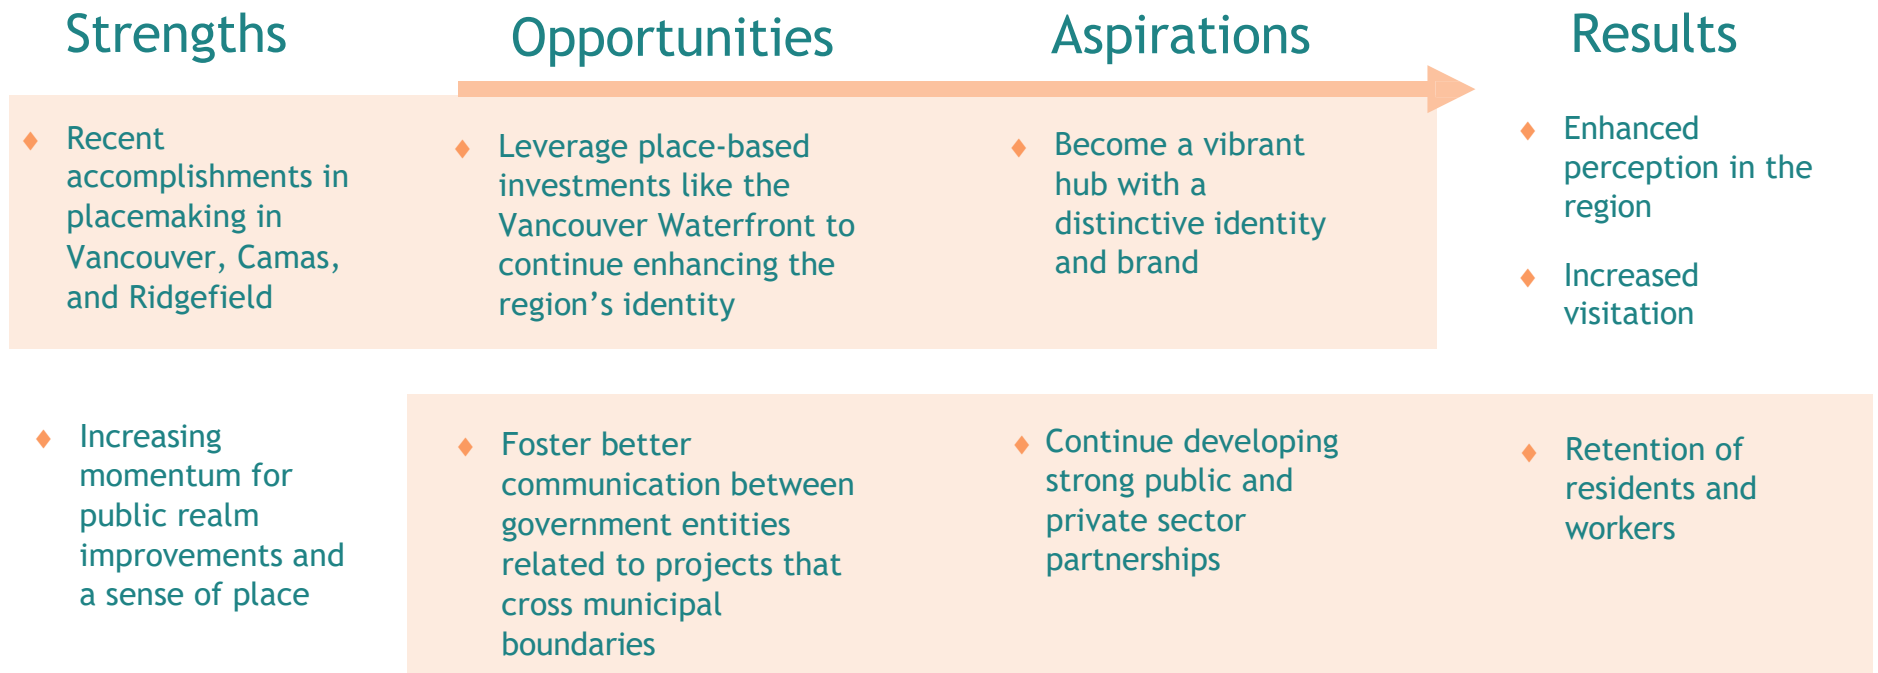 Strengths
Opportunities
Aspirations
Results
♦ Recent
accomplishments in
placemaking in
Vancouver, Camas,
and Ridgefield
♦ Leverage place-based
investments like the
Vancouver Waterfront to
continue enhancing the
region’s identity
♦ Become a vibrant
hub with a
distinctive identity
and brand
♦ Enhanced
perception in the
region
♦ Increased
visitation
♦ Increasing
momentum for
public realm
improvements and
a sense of place
♦ Foster better
communication between
government entities
related to projects that
cross municipal
boundaries
♦ Continue developing
strong public and
private sector
partnerships
♦ Retention of
residents and
workers